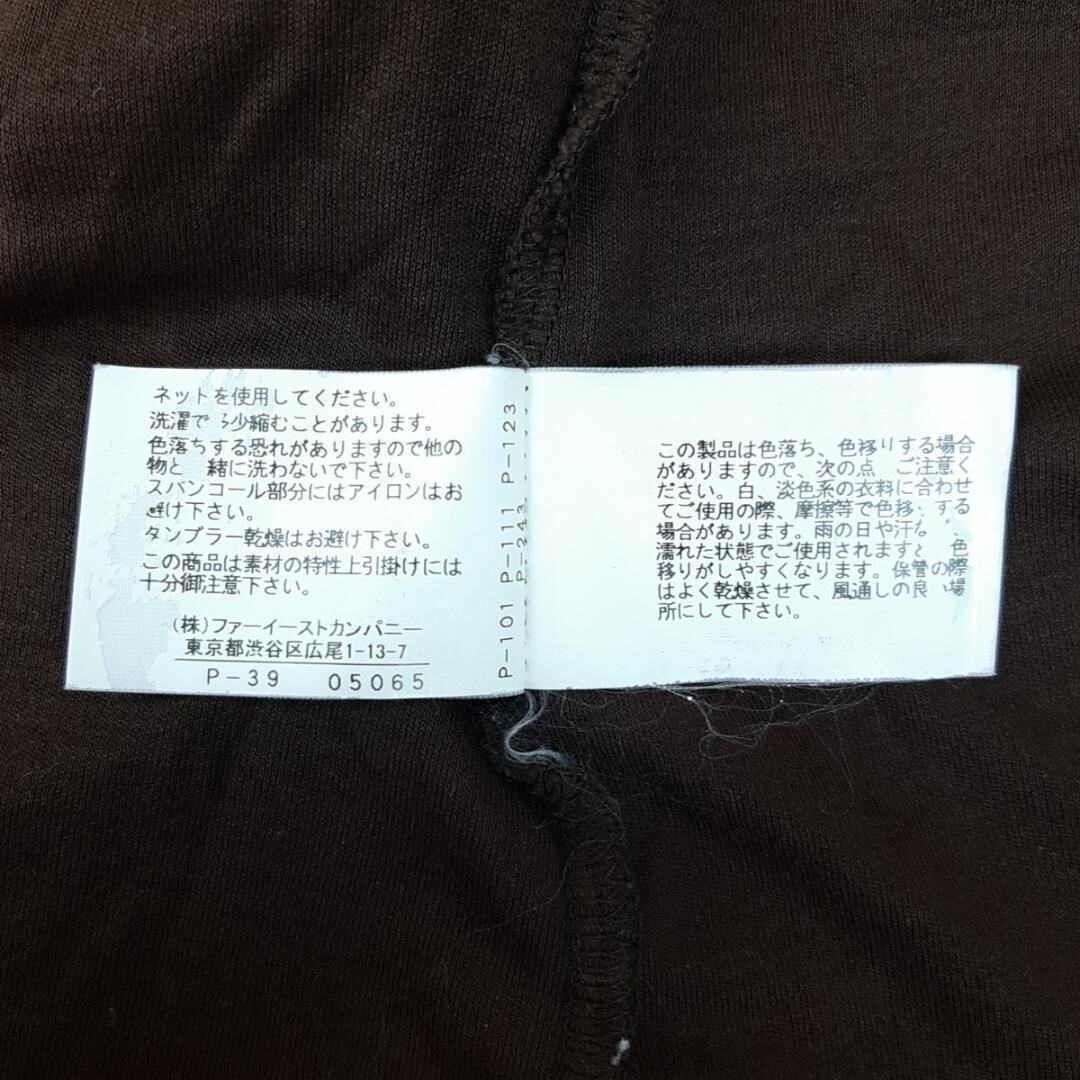 ネットを使用してください。
洗濯で 多少縮むことがあります。
色落ちする恐れがありますので他の
物と 緒に洗わないで下さい。
スパンコール部分にはアイロンはお
避け下さい。
タンブラー乾燥はお避け下さい。
この商品は素材の特性上引掛けには
十分御注意下さい。
(株)ファーイーストカンパニー
東京都渋谷区広尾1-13-7
P-39 05065
P-101 P-111 P-123
P-243
この製品は色落ち、色移りする場合
がありますので、次の点 ご注意く
ださい。白、淡色系の衣料に合わせ
てご使用の際、摩擦等で色移 する
場合があります。雨の日や汗な
濡れた状態でご使用されますと 色
移りがしやすくなります。保管の際
はよく乾燥させて、風通しの良い場
所にして下さい。